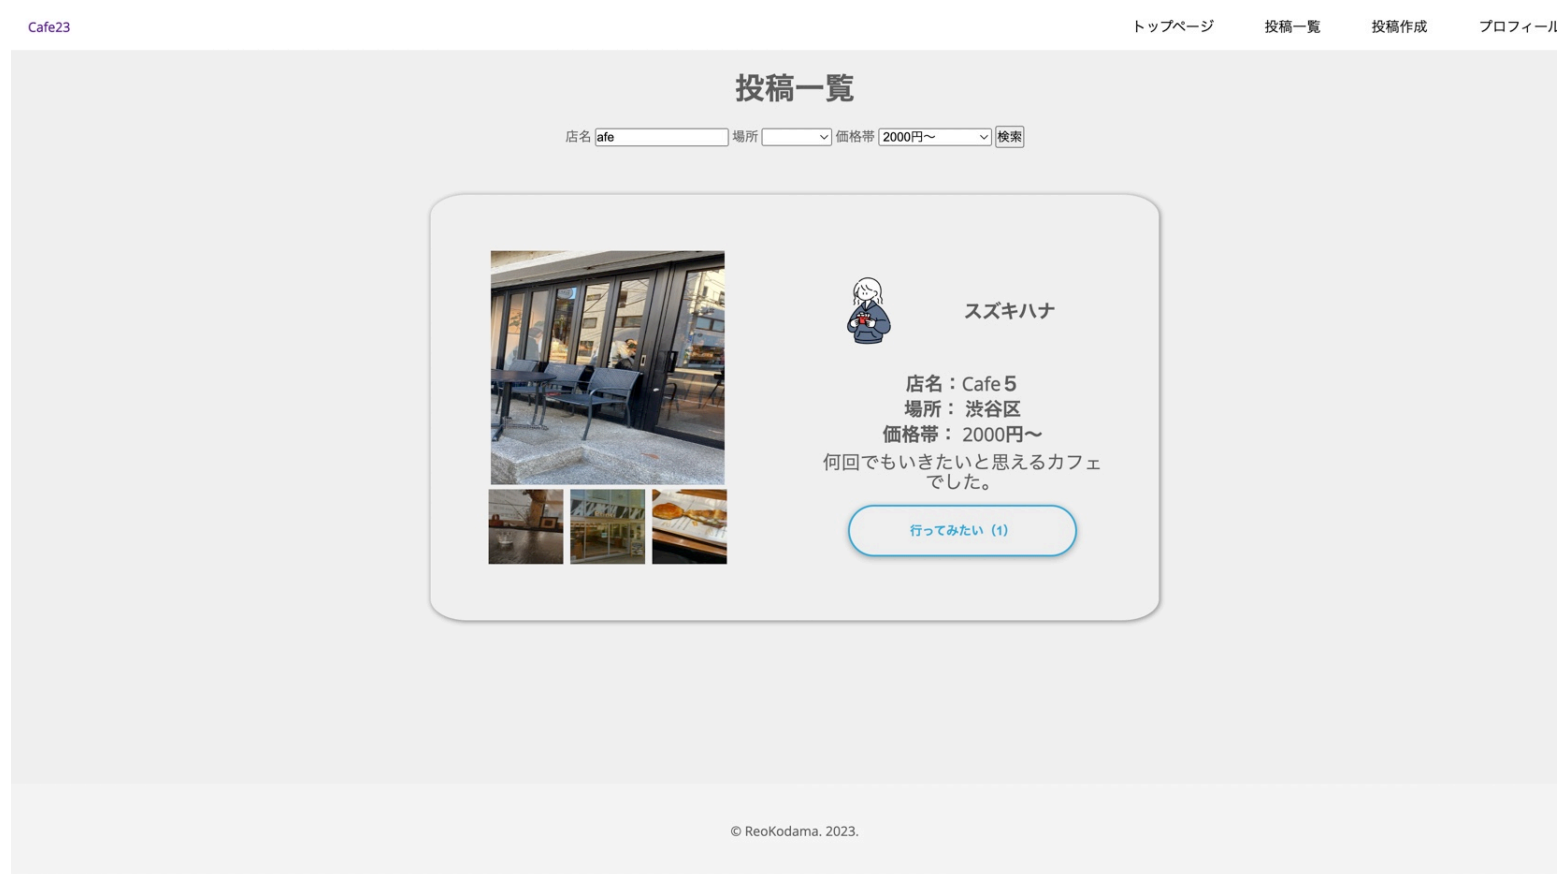 Cafe23 トップページ 投稿一覧 投稿作成 プロフィール
投稿一覧
店名 afe 場所 価格帯 2000円〜 検索
スズキハナ
店名：Cafe５
場所： 渋谷区
価格帯： 2000円〜
何回でもいきたいと思えるカフェ
でした。
行ってみたい（1）
© ReoKodama. 2023.